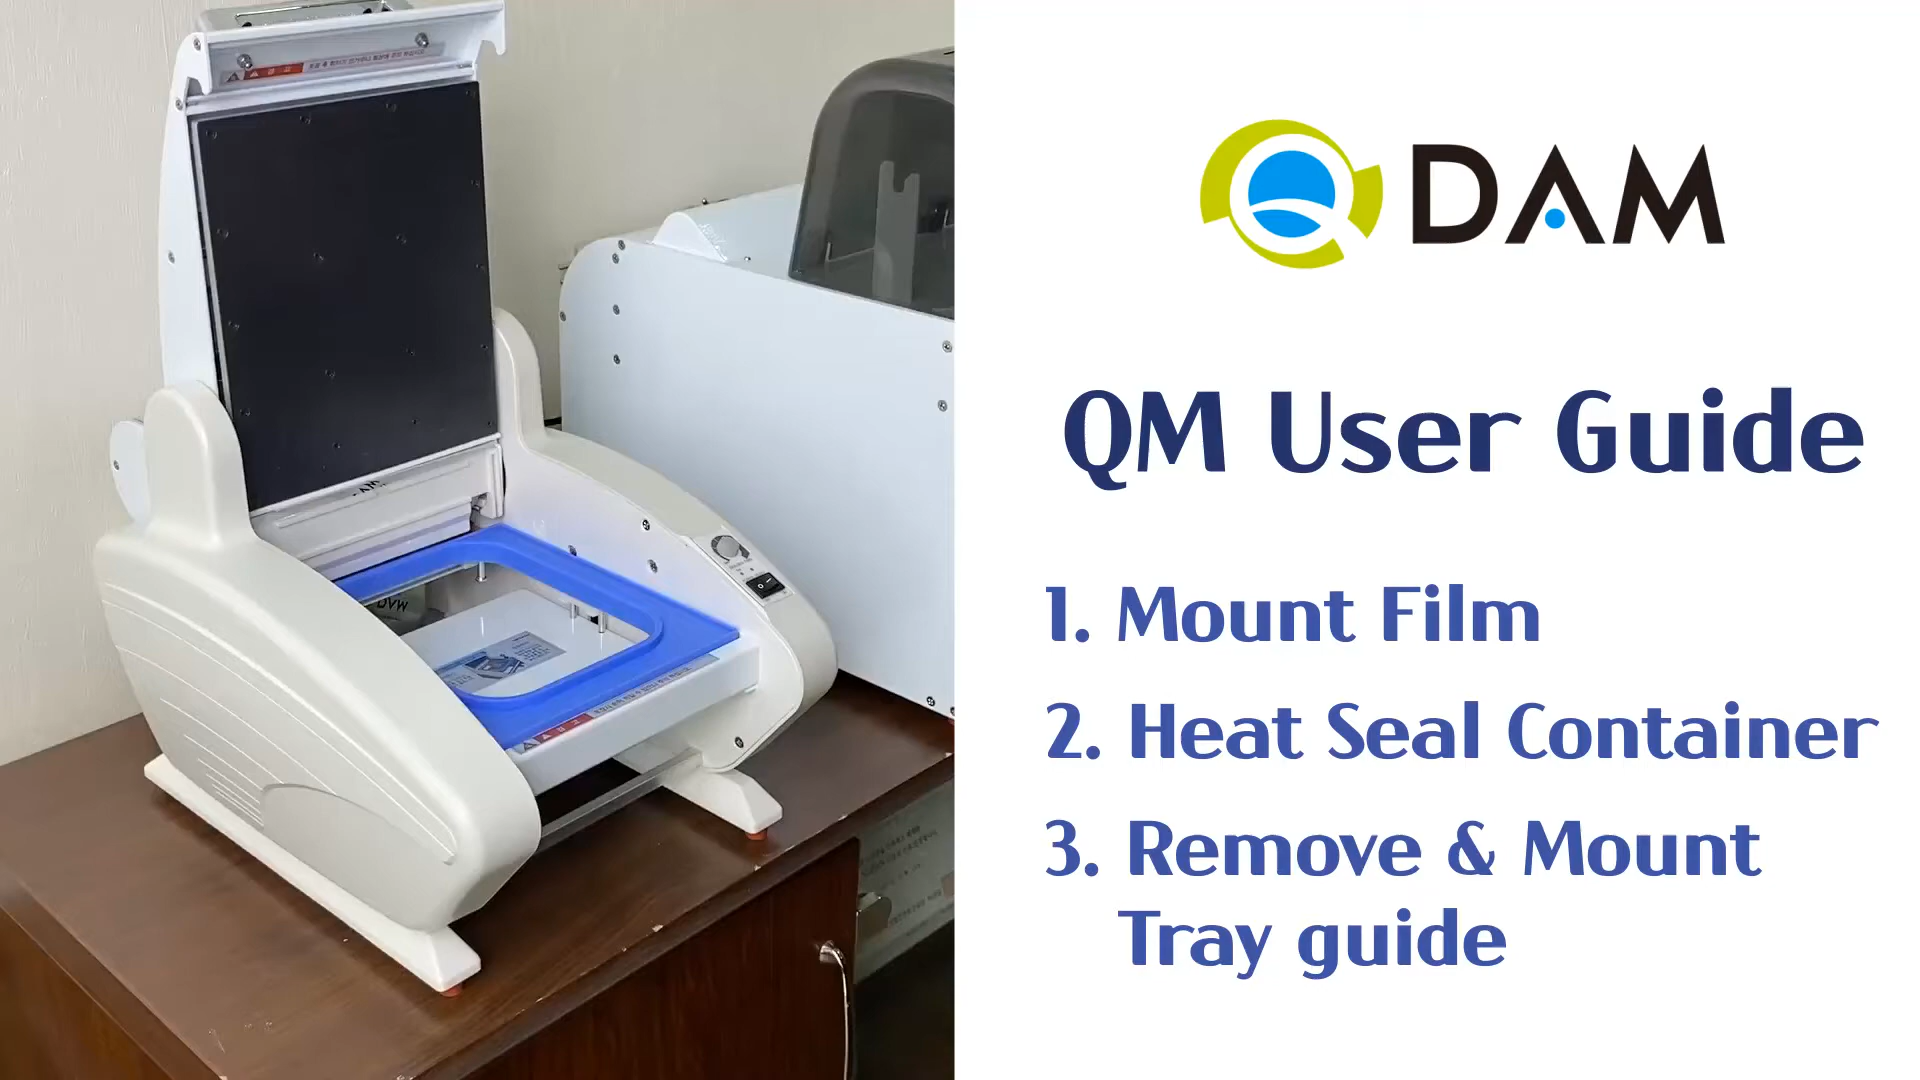 DAM
QM User Guide
1. Mount Film
2. Heat Seal Container
3. Remove & Mount
Tray guide